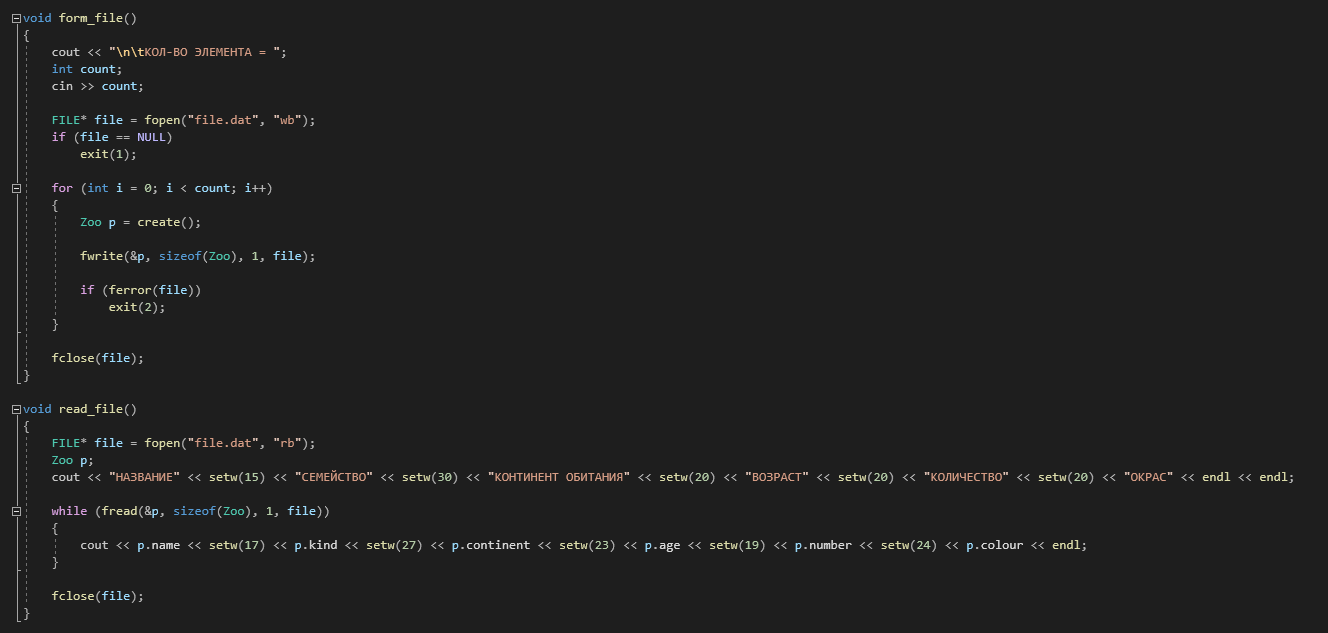 void form_file()
{
    cout << "\n\tКОЛ-ВО ЭЛЕМЕНТА = ";
    int count;
    cin >> count;

    FILE* file = fopen("file.dat", "wb");
    if (file == NULL)
        exit(1);

    for (int i = 0; i < count; i++)
    {
        Zoo p = create();

        fwrite(&p, sizeof(Zoo), 1, file);

        if (ferror(file))
            exit(2);
    }

    fclose(file);
}

void read_file()
{
    FILE* file = fopen("file.dat", "rb");
    Zoo p;
    cout << "НАЗВАНИЕ" << setw(15) << "СЕМЕЙСТВО" << setw(30) << "КОНТИНЕНТ ОБИТАНИЯ" << setw(20) << "ВОЗРАСТ" << setw(20) << "КОЛИЧЕСТВО" << setw(20) << "ОКРАС" << endl << endl;

    while (fread(&p, sizeof(Zoo), 1, file))
    {
        cout << p.name << setw(17) << p.kind << setw(27) << p.continent << setw(23) << p.age << setw(19) << p.number << setw(24) << p.colour << endl;
    }

    fclose(file);
}